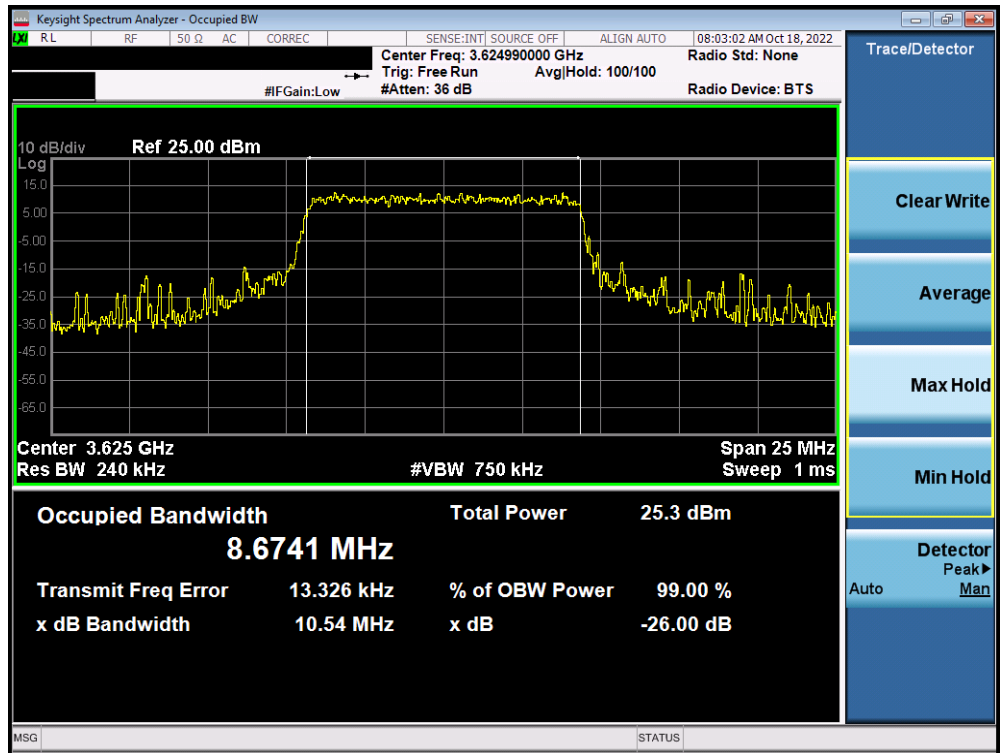 Keysight Spectrum Analyzer - Occupied BW
LXI RL RF 50 Ω AC CORREC SENSE:INT SOURCE OFF ALIGN AUTO 08:03:02 AM Oct 18, 2022
Center Freq: 3.624990000 GHz Radio Std: None
Trig: Free Run Avg|Hold: 100/100
#IFGain:Low #Atten: 36 dB Radio Device: BTS
10 dB/div Ref 25.00 dBm
Log
15.0
5.00
-5.00
-15.0
-25.0
-35.0
-45.0
-55.0
-65.0
Center 3.625 GHz Span 25 MHz
Res BW 240 kHz #VBW 750 kHz Sweep 1 ms
Occupied Bandwidth Total Power 25.3 dBm
8.6741 MHz
Transmit Freq Error 13.326 kHz % of OBW Power 99.00 %
x dB Bandwidth 10.54 MHz x dB -26.00 dB
MSG STATUS
Trace/Detector
Clear Write
Average
Max Hold
Min Hold
Detector
Peak▶
Auto Man